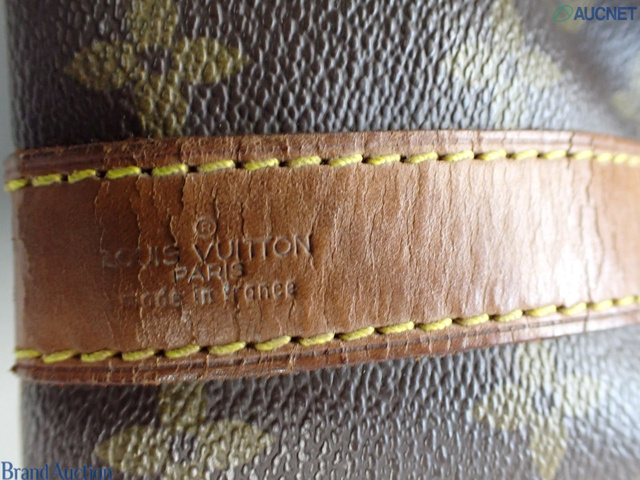 AUCNET
®
LOUIS VUITTON
PARIS
made in france
Brand Auction